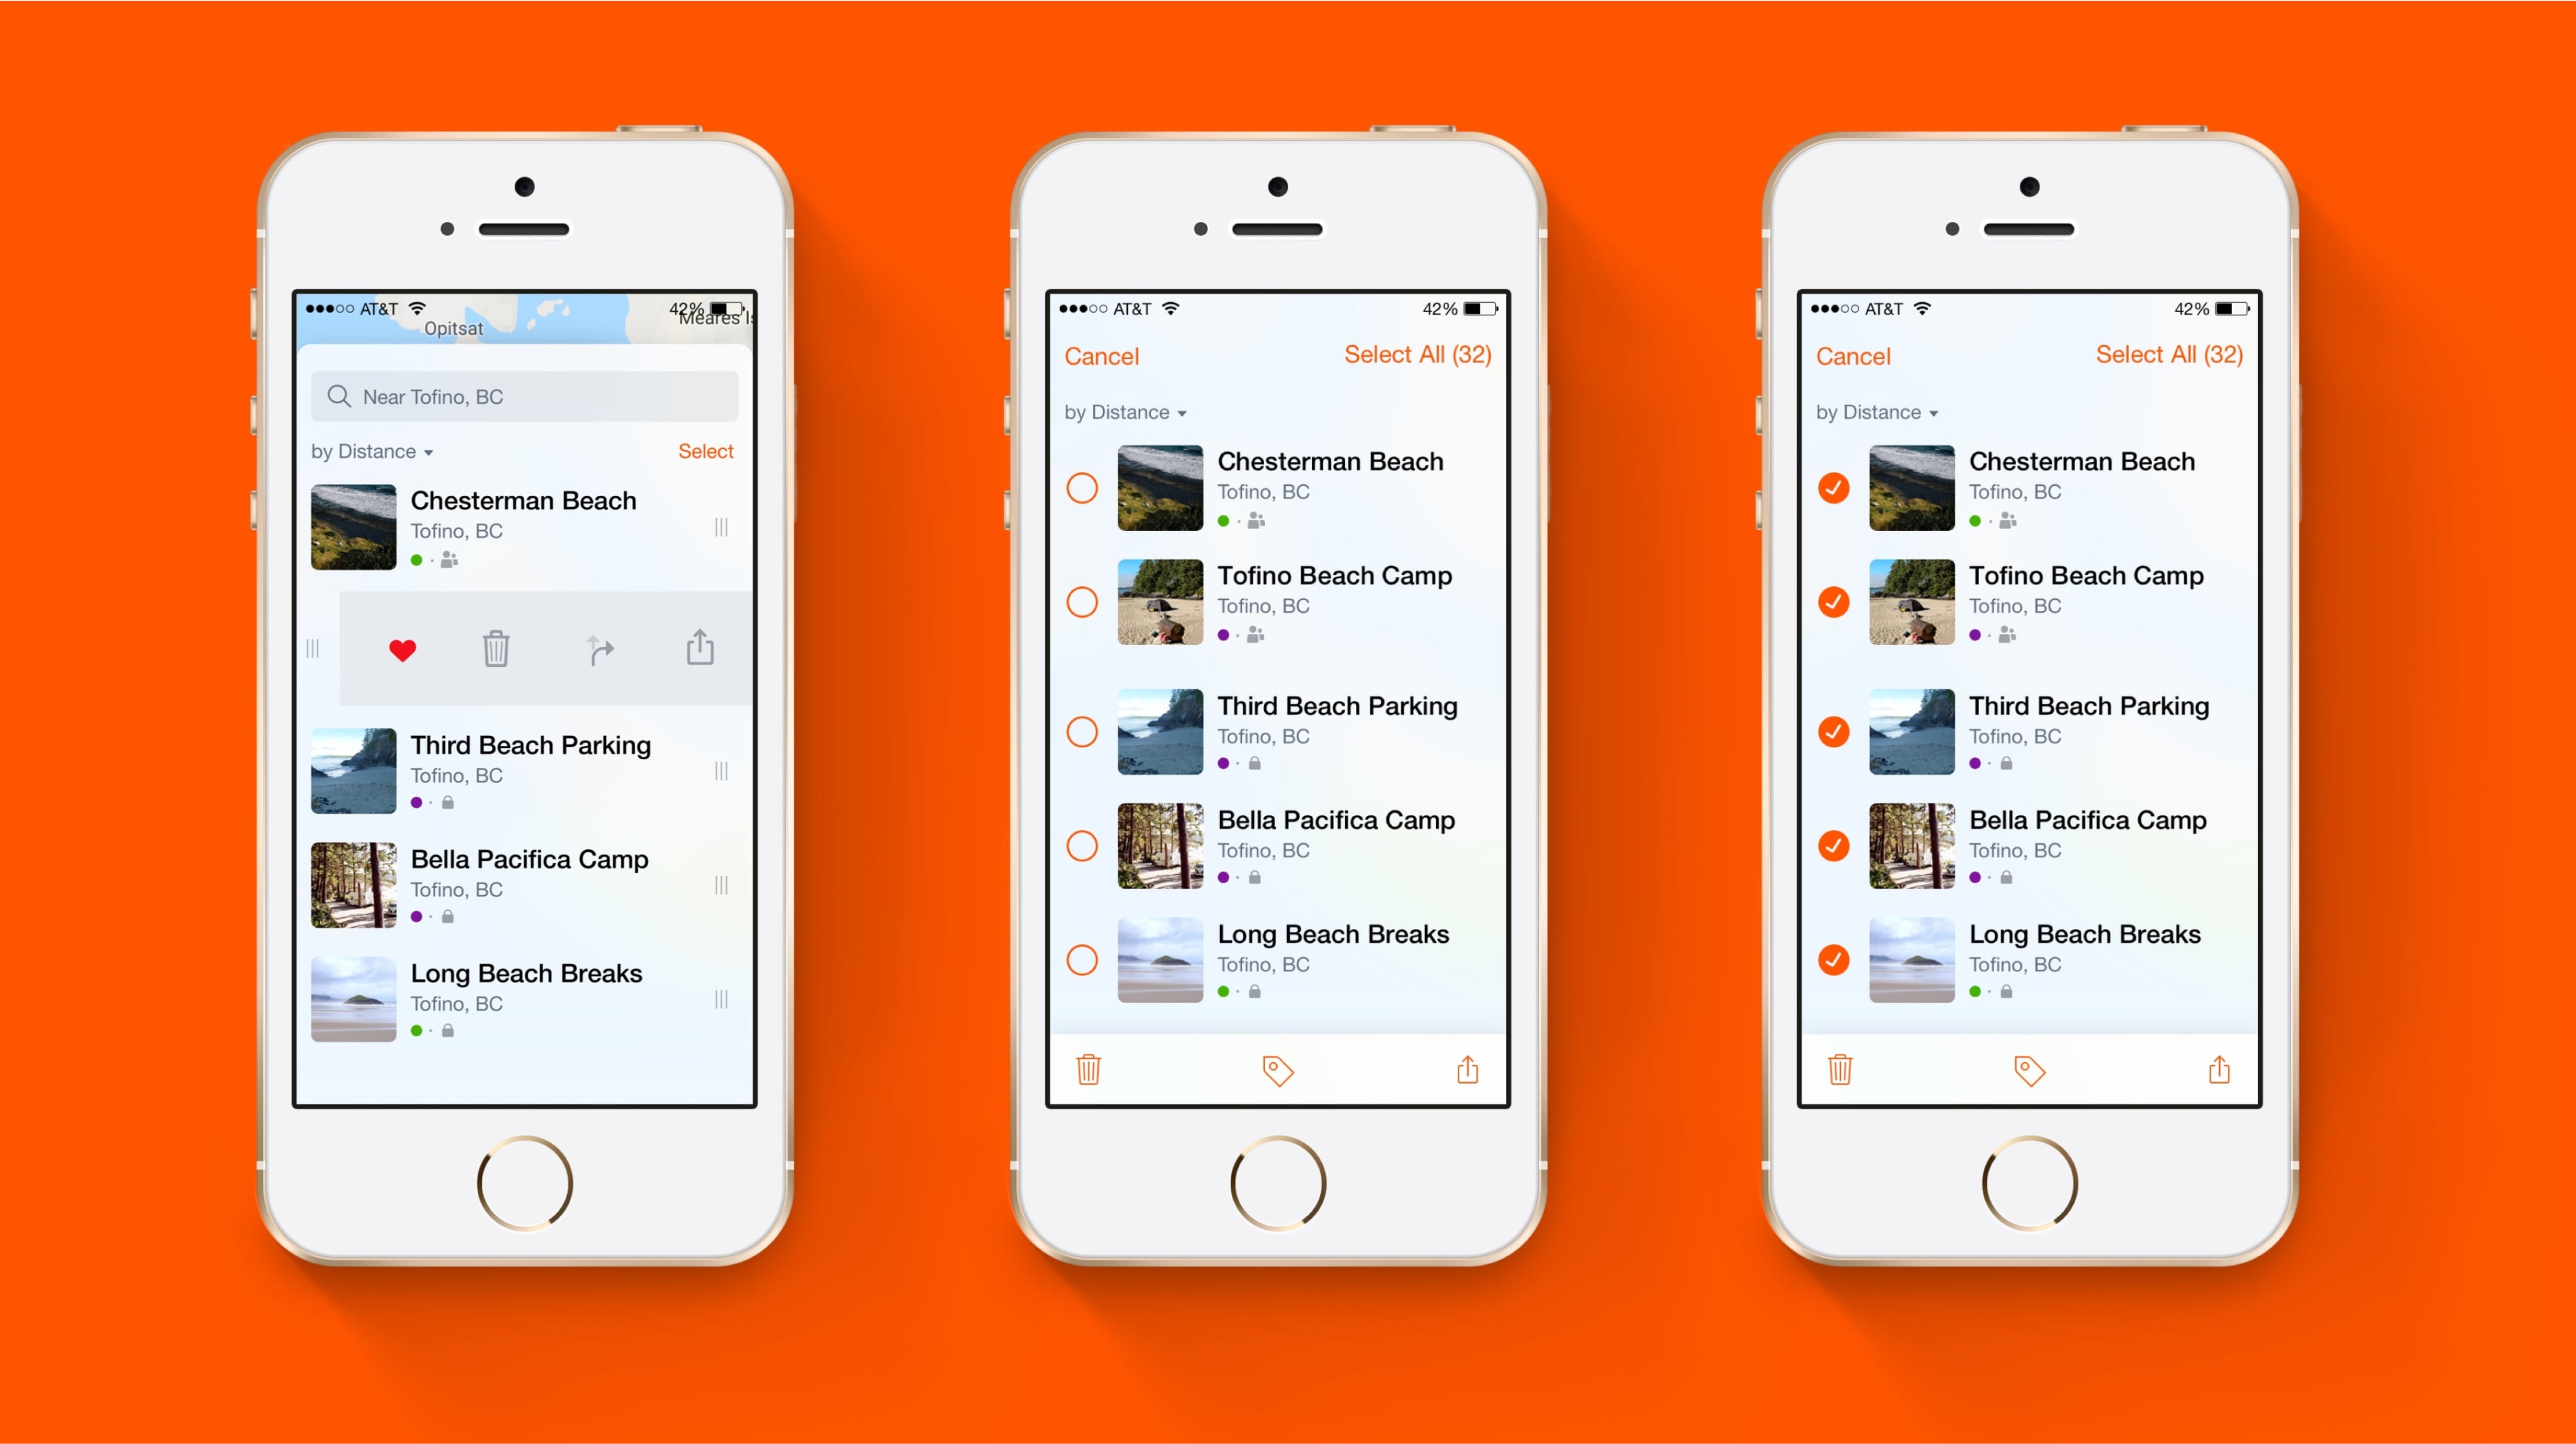 AT&T 42%
Opitsat
Meares Is
Near Tofino, BC
by Distance
Select
Chesterman Beach
Tofino, BC
Third Beach Parking
Tofino, BC
Bella Pacifica Camp
Tofino, BC
Long Beach Breaks
Tofino, BC
AT&T 42%
Cancel Select All (32)
by Distance
Chesterman Beach
Tofino, BC
Tofino Beach Camp
Tofino, BC
Third Beach Parking
Tofino, BC
Bella Pacifica Camp
Tofino, BC
Long Beach Breaks
Tofino, BC
AT&T 42%
Cancel Select All (32)
by Distance
Chesterman Beach
Tofino, BC
Tofino Beach Camp
Tofino, BC
Third Beach Parking
Tofino, BC
Bella Pacifica Camp
Tofino, BC
Long Beach Breaks
Tofino, BC